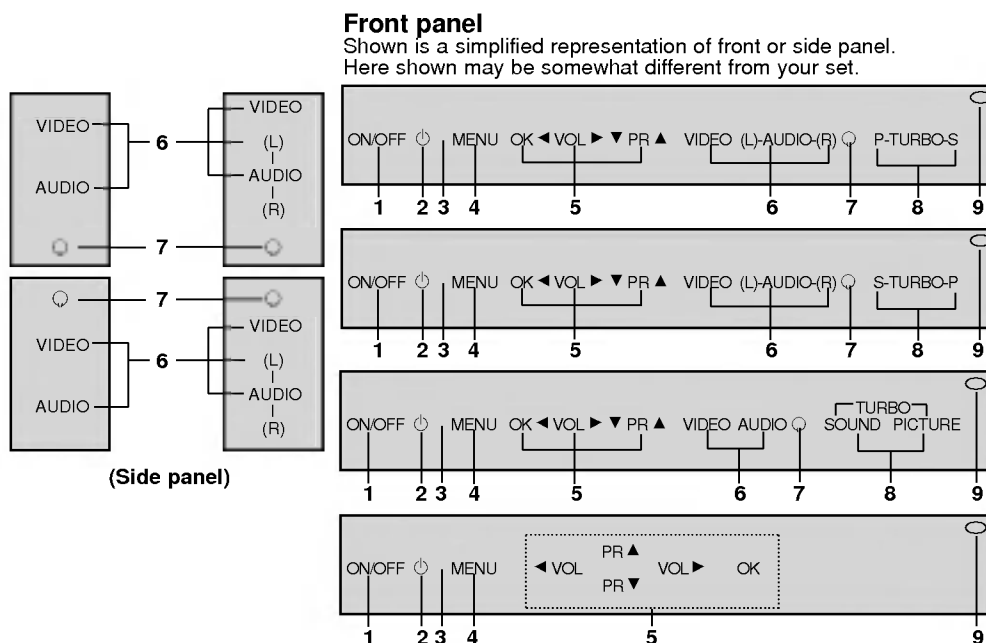 Front panel
Shown is a simplified representation of front or side panel.
Here shown may be somewhat different from your set.
VIDEO
AUDIO
6
7
VIDEO
(L)
AUDIO
(R)
7
VIDEO
6
AUDIO
VIDEO
(L)
AUDIO
(R)
(Side panel)
ON/OFF MENU OK ◄ VOL ► ▼ PR ▲ VIDEO (L)-AUDIO-(R) P-TURBO-S
1 2 3 4 5 6 7 8 9
ON/OFF MENU OK ◄ VOL ► ▼ PR ▲ VIDEO (L)-AUDIO-(R) S-TURBO-P
1 2 3 4 5 6 7 8 9
TURBO
ON/OFF MENU OK ◄ VOL ► ▼ PR ▲ VIDEO AUDIO SOUND PICTURE
1 2 3 4 5 6 7 8 9
PR ▲
ON/OFF MENU ◄ VOL VOL ► OK
PR ▼
1 2 3 4 5 9